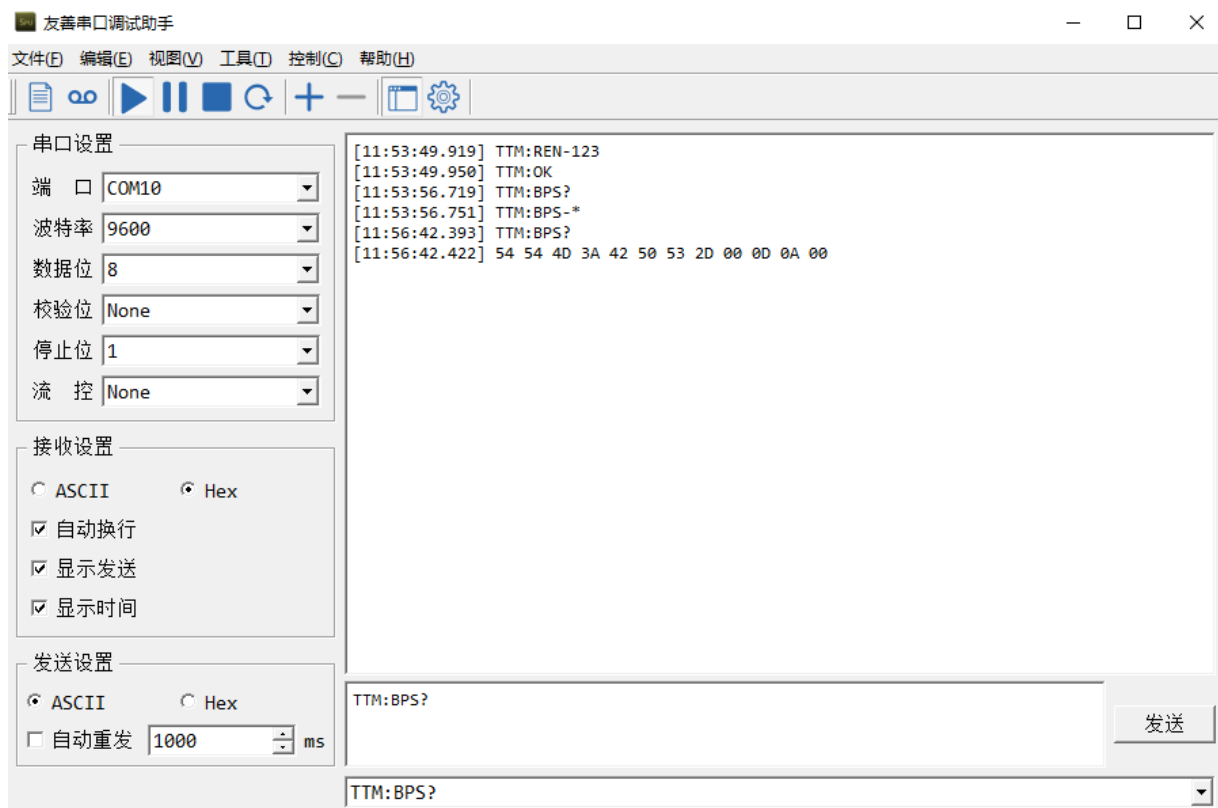 友善串口调试助手
文件(F) 编辑(E) 视图(V) 工具(T) 控制(C) 帮助(H)
串口设置
端 口 COM10
波特率 9600
数据位 8
校验位 None
停止位 1
流 控 None
接收设置
ASCII Hex
自动换行
显示发送
显示时间
发送设置
ASCII Hex
自动重发 1000 ms
[11:53:49.919] TTM:REN-123
[11:53:49.950] TTM:OK
[11:53:56.719] TTM:BPS?
[11:53:56.751] TTM:BPS-*
[11:56:42.393] TTM:BPS?
[11:56:42.422] 54 54 4D 3A 42 50 53 2D 00 0D 0A 00
TTM:BPS?
发送
TTM:BPS?